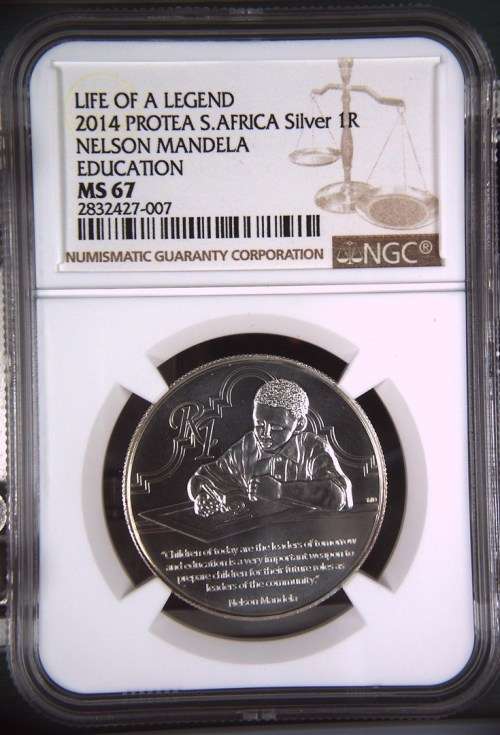 LIFE OF A LEGEND
2014 PROTEA S.AFRICA Silver 1R
NELSON MANDELA
EDUCATION
MS 67
2832427-007
NUMISMATIC GUARANTY CORPORATION
NGC®
R1
"Children of today are the leaders of tomorrow
and education is a very important weapon to
prepare children for their future roles as
leaders of the community."
Nelson Mandela